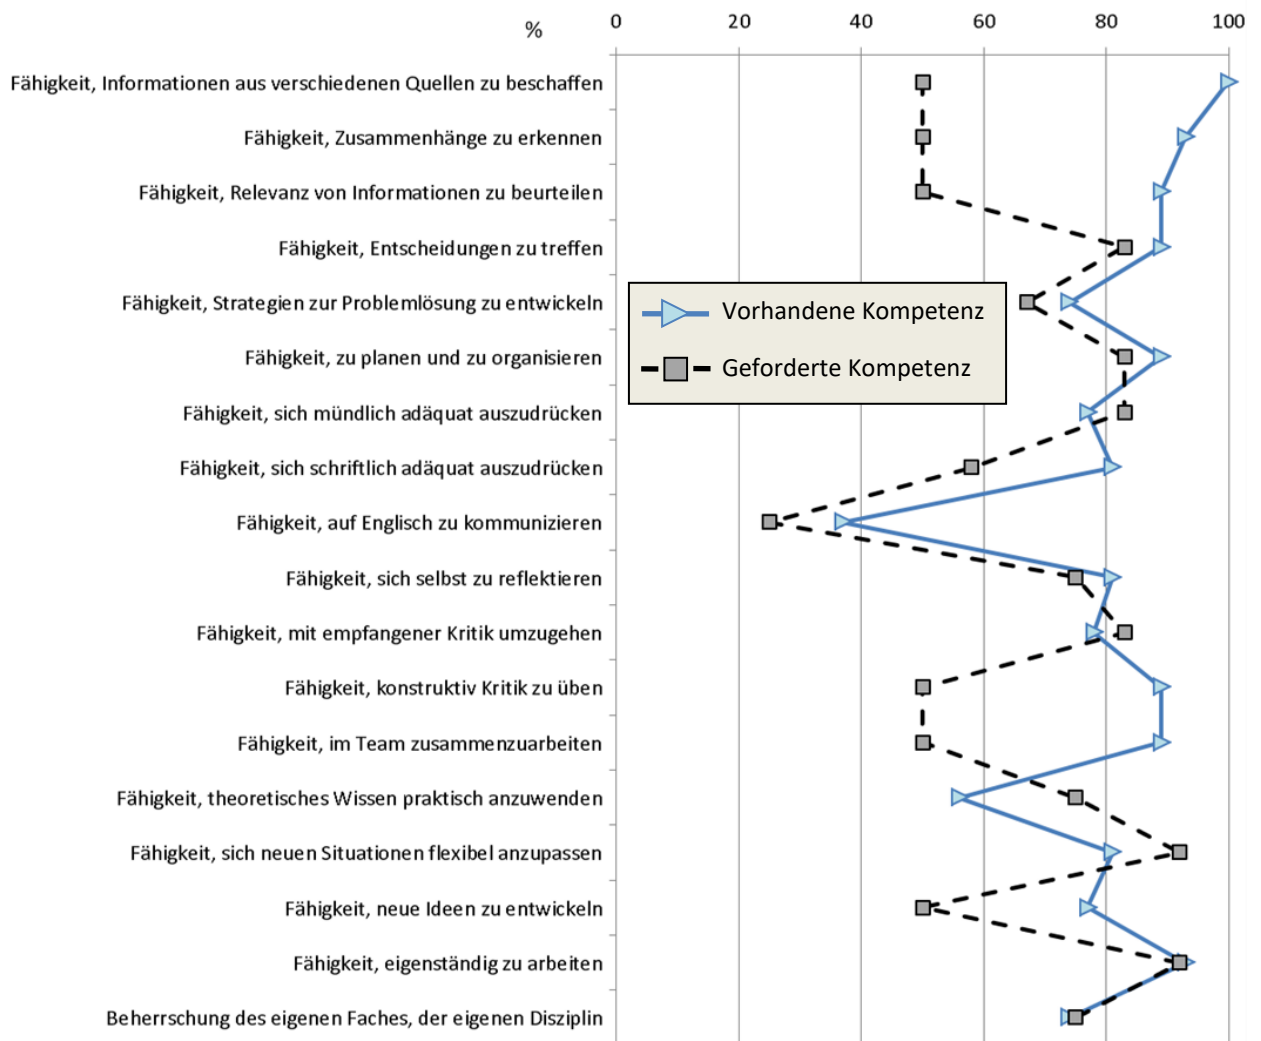 % 0 20 40 60 80 100
Fähigkeit, Informationen aus verschiedenen Quellen zu beschaffen
Fähigkeit, Zusammenhänge zu erkennen
Fähigkeit, Relevanz von Informationen zu beurteilen
Fähigkeit, Entscheidungen zu treffen
Fähigkeit, Strategien zur Problemlösung zu entwickeln
Fähigkeit, zu planen und zu organisieren
Fähigkeit, sich mündlich adäquat auszudrücken
Fähigkeit, sich schriftlich adäquat auszudrücken
Fähigkeit, auf Englisch zu kommunizieren
Fähigkeit, sich selbst zu reflektieren
Fähigkeit, mit empfangener Kritik umzugehen
Fähigkeit, konstruktiv Kritik zu üben
Fähigkeit, im Team zusammenzuarbeiten
Fähigkeit, theoretisches Wissen praktisch anzuwenden
Fähigkeit, sich neuen Situationen flexibel anzupassen
Fähigkeit, neue Ideen zu entwickeln
Fähigkeit, eigenständig zu arbeiten
Beherrschung des eigenen Faches, der eigenen Disziplin
Vorhandene Kompetenz
Geforderte Kompetenz